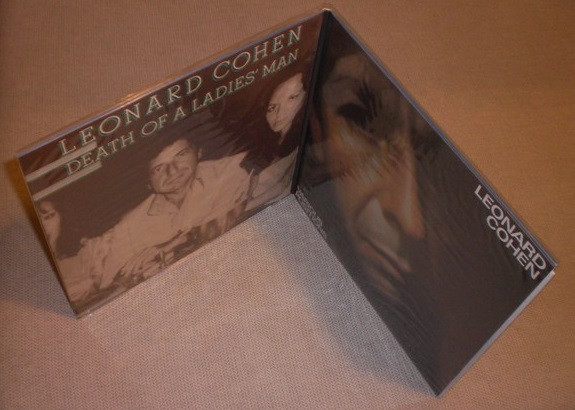 LEONARD COHEN
DEATH OF A LADIES' MAN
LEONARD
COHEN